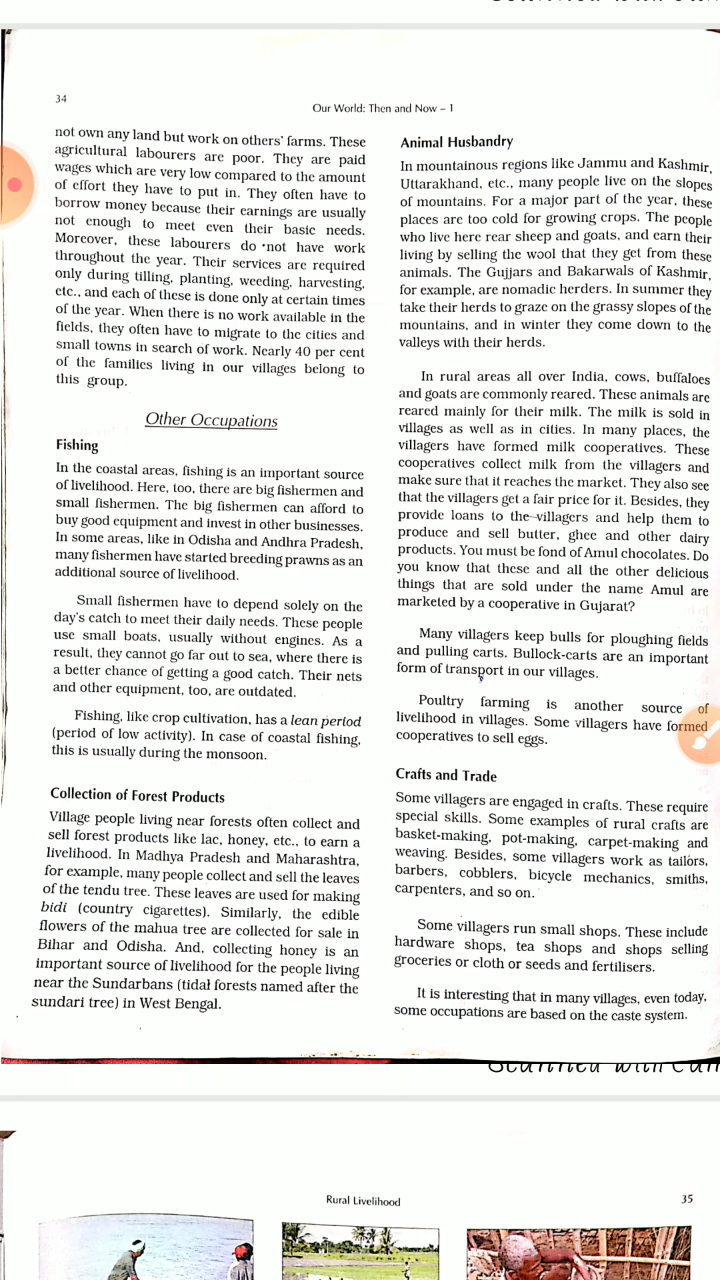 34
Our World: Then and Now – 1
not own any land but work on others' farms. These
agricultural labourers are poor. They are paid
wages which are very low compared to the amount
of effort they have to put in. They often have to
borrow money because their earnings are usually
not enough to meet even their basic needs.
Moreover, these labourers do not have work
throughout the year. Their services are required
only during tilling, planting, weeding, harvesting,
etc., and each of these is done only at certain times
of the year. When there is no work available in the
fields, they often have to migrate to the cities and
small towns in search of work. Nearly 40 per cent
of the families living in our villages belong to
this group.
Other Occupations
Fishing
In the coastal areas, fishing is an important source
of livelihood. Here, too, there are big fishermen and
small fishermen. The big fishermen can afford to
buy good equipment and invest in other businesses.
In some areas, like in Odisha and Andhra Pradesh,
many fishermen have started breeding prawns as an
additional source of livelihood.
Small fishermen have to depend solely on the
day's catch to meet their daily needs. These people
use small boats, usually without engines. As a
result, they cannot go far out to sea, where there is
a better chance of getting a good catch. Their nets
and other equipment, too, are outdated.
Fishing, like crop cultivation, has a lean period
(period of low activity). In case of coastal fishing,
this is usually during the monsoon.
Collection of Forest Products
Village people living near forests often collect and
sell forest products like lac, honey, etc., to earn a
livelihood. In Madhya Pradesh and Maharashtra,
for example, many people collect and sell the leaves
of the tendu tree. These leaves are used for making
bidi (country cigarettes). Similarly, the edible
flowers of the mahua tree are collected for sale in
Bihar and Odisha. And, collecting honey is an
important source of livelihood for the people living
near the Sundarbans (tidal forests named after the
sundari tree) in West Bengal.
Animal Husbandry
In mountainous regions like Jammu and Kashmir,
Uttarakhand, etc., many people live on the slopes
of mountains. For a major part of the year, these
places are too cold for growing crops. The people
who live here rear sheep and goats, and earn their
living by selling the wool that they get from these
animals. The Gujjars and Bakarwals of Kashmir,
for example, are nomadic herders. In summer they
take their herds to graze on the grassy slopes of the
mountains, and in winter they come down to the
valleys with their herds.
In rural areas all over India, cows, buffaloes
and goats are commonly reared. These animals are
reared mainly for their milk. The milk is sold in
villages as well as in cities. In many places, the
villagers have formed milk cooperatives. These
cooperatives collect milk from the villagers and
make sure that it reaches the market. They also see
that the villagers get a fair price for it. Besides, they
provide loans to the villagers and help them to
produce and sell butter, ghee and other dairy
products. You must be fond of Amul chocolates. Do
you know that these and all the other delicious
things that are sold under the name Amul are
marketed by a cooperative in Gujarat?
Many villagers keep bulls for ploughing fields
and pulling carts. Bullock-carts are an important
form of transport in our villages.
Poultry farming is another source of
livelihood in villages. Some villagers have formed
cooperatives to sell eggs.
Crafts and Trade
Some villagers are engaged in crafts. These require
special skills. Some examples of rural crafts are
basket-making, pot-making, carpet-making and
weaving. Besides, some villagers work as tailors,
barbers, cobblers, bicycle mechanics, smiths,
carpenters, and so on.
Some villagers run small shops. These include
hardware shops, tea shops and shops selling
groceries or cloth or seeds and fertilisers.
It is interesting that in many villages, even today,
some occupations are based on the caste system.
Rural Livelihood
35